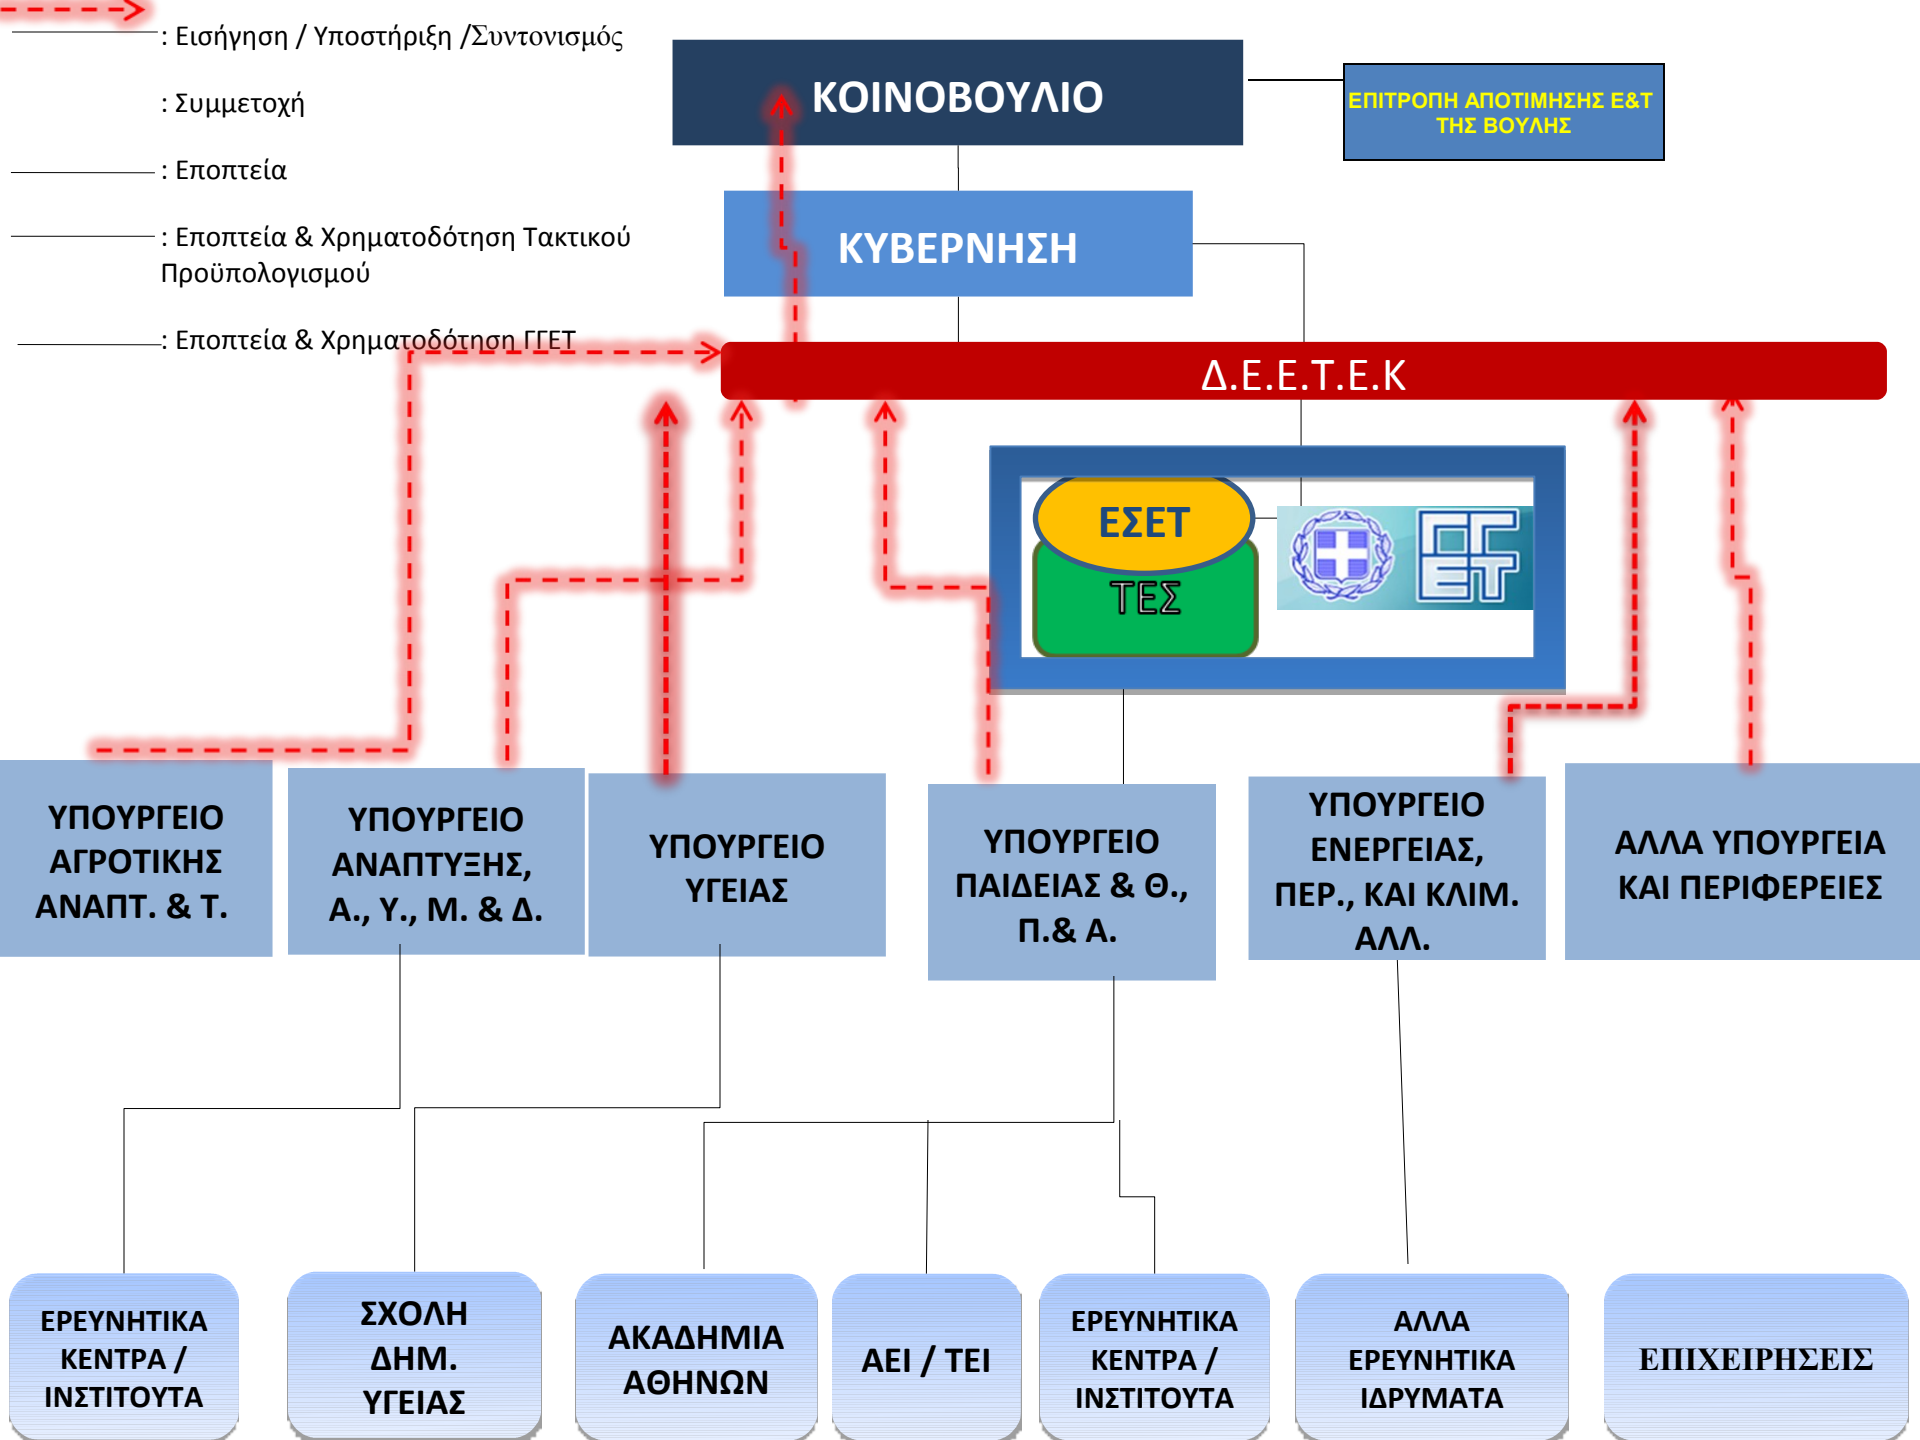 : Εισήγηση / Υποστήριξη /Συντονισμός
: Συμμετοχή
: Εποπτεία
: Εποπτεία & Χρηματοδότηση Τακτικού
Προϋπολογισμού
: Εποπτεία & Χρηματοδότηση ΓΓΕΤ
ΚΟΙΝΟΒΟΥΛΙΟ
ΕΠΙΤΡΟΠΗ ΑΠΟΤΙΜΗΣΗΣ Ε&Τ
ΤΗΣ ΒΟΥΛΗΣ
ΚΥΒΕΡΝΗΣΗ
Δ.Ε.Ε.Τ.Ε.Κ
ΕΣΕΤ
ΤΕΣ
ΓΓΕΤ
ΥΠΟΥΡΓΕΙΟ
ΑΓΡΟΤΙΚΗΣ
ΑΝΑΠΤ. & Τ.
ΥΠΟΥΡΓΕΙΟ
ΑΝΑΠΤΥΞΗΣ,
Α., Υ., Μ. & Δ.
ΥΠΟΥΡΓΕΙΟ
ΥΓΕΙΑΣ
ΥΠΟΥΡΓΕΙΟ
ΠΑΙΔΕΙΑΣ & Θ.,
Π.& Α.
ΥΠΟΥΡΓΕΙΟ
ΕΝΕΡΓΕΙΑΣ,
ΠΕΡ., ΚΑΙ ΚΛΙΜ.
ΑΛΛ.
ΑΛΛΑ ΥΠΟΥΡΓΕΙΑ
ΚΑΙ ΠΕΡΙΦΕΡΕΙΕΣ
ΕΡΕΥΝΗΤΙΚΑ
ΚΕΝΤΡΑ /
ΙΝΣΤΙΤΟΥΤΑ
ΣΧΟΛΗ
ΔΗΜ.
ΥΓΕΙΑΣ
ΑΚΑΔΗΜΙΑ
ΑΘΗΝΩΝ
ΑΕΙ / ΤΕΙ
ΕΡΕΥΝΗΤΙΚΑ
ΚΕΝΤΡΑ /
ΙΝΣΤΙΤΟΥΤΑ
ΑΛΛΑ
ΕΡΕΥΝΗΤΙΚΑ
ΙΔΡΥΜΑΤΑ
ΕΠΙΧΕΙΡΗΣΕΙΣ